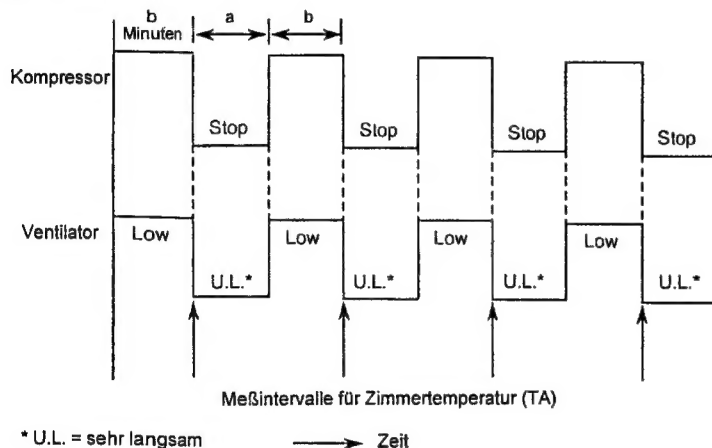 b
Minuten a b
Kompressor
Stop Stop Stop Stop
Ventilator
Low Low Low Low
U.L.* U.L.* U.L.* U.L.*
Meßintervalle für Zimmertemperatur (TA)
* U.L. = sehr langsam Zeit